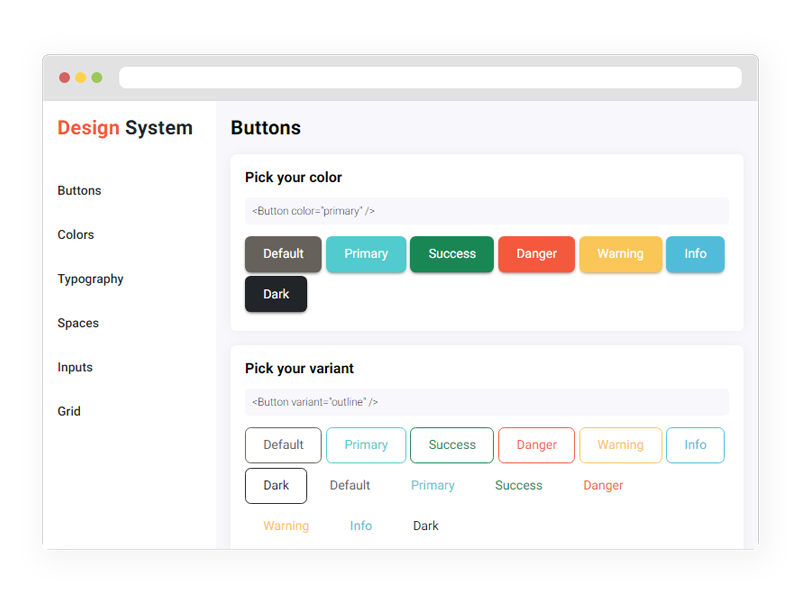 Design System
Buttons
Colors
Typography
Spaces
Inputs
Grid
Buttons
Pick your color
<Button color="primary" />
Default Primary Success Danger Warning Info
Dark
Pick your variant
<Button variant="outline" />
Default Primary Success Danger Warning Info
Dark Default Primary Success Danger
Warning Info Dark